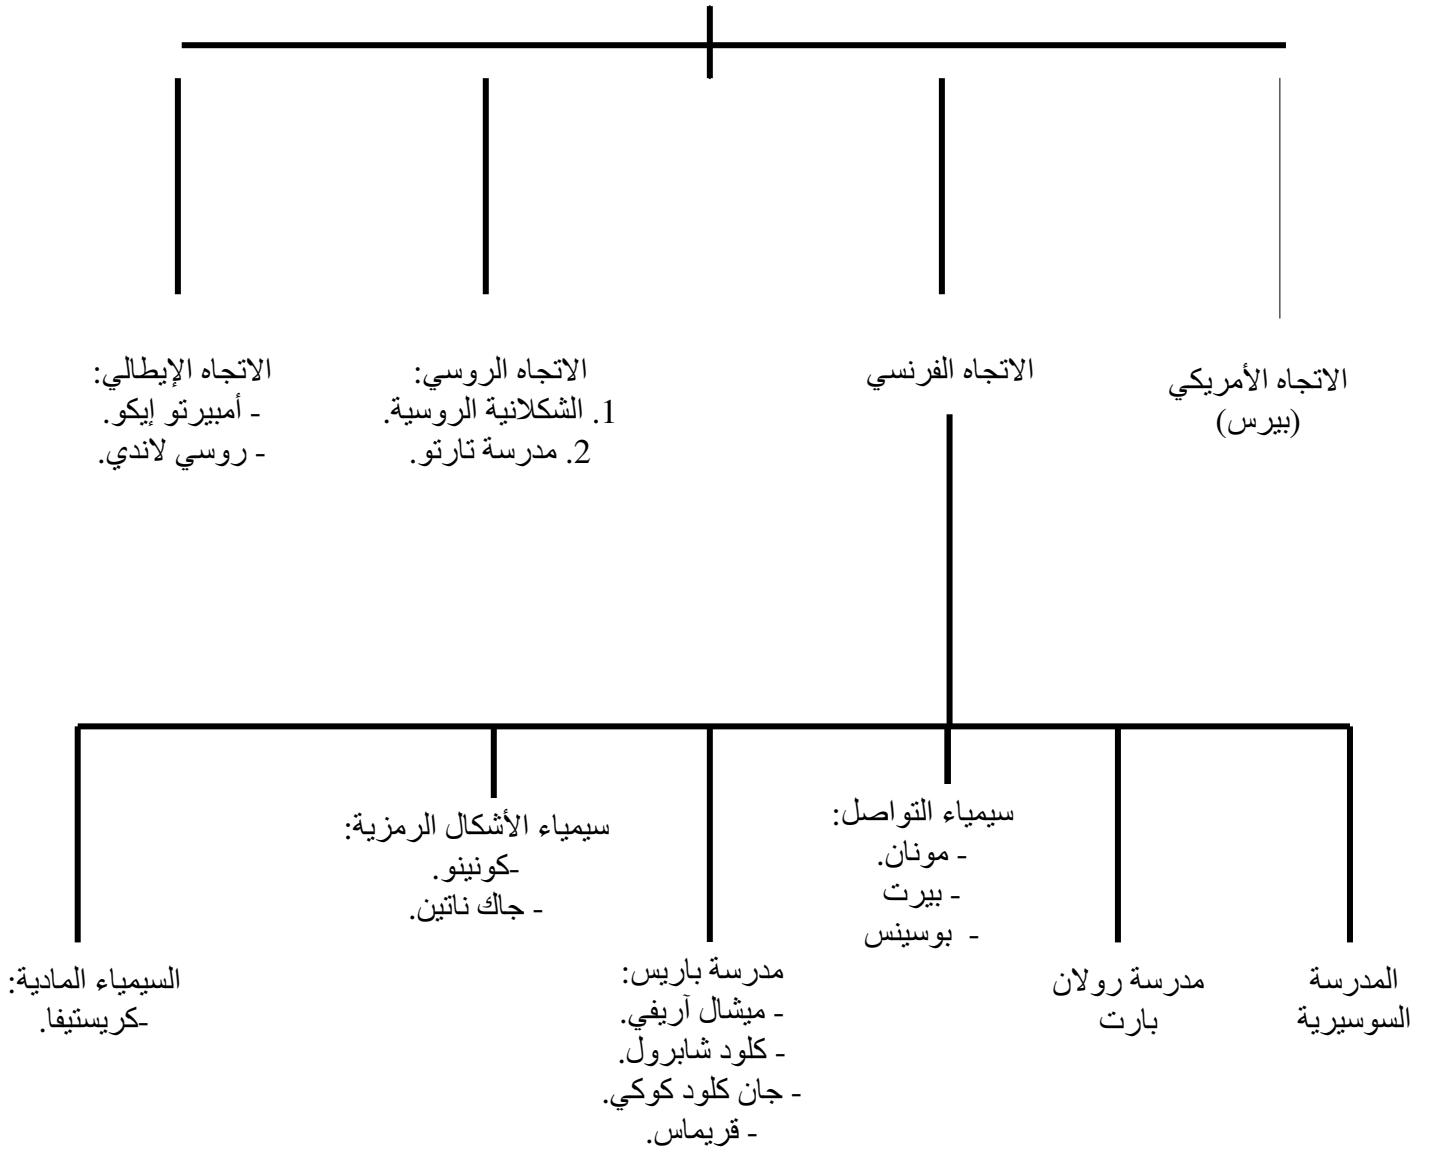 الاتجاه الأمريكي
(بيرس)
الاتجاه الفرنسي
الاتجاه الروسي:
1. الشكلانية الروسية.
2. مدرسة تارتو.
الاتجاه الإيطالي:
- أمبيرتو إيكو.
- روسي لاندي.
المدرسة
السوسيرية
مدرسة رولان
بارت
سيمياء التواصل:
- مونان.
- بيرت
- بوسينس
مدرسة باريس:
- ميشال آريفي.
- كلود شابرول.
- جان كلود كوكي.
- قريماس.
سيمياء الأشكال الرمزية:
-كونينو.
- جاك ناتين.
السيمياء المادية:
-كريستيفا.